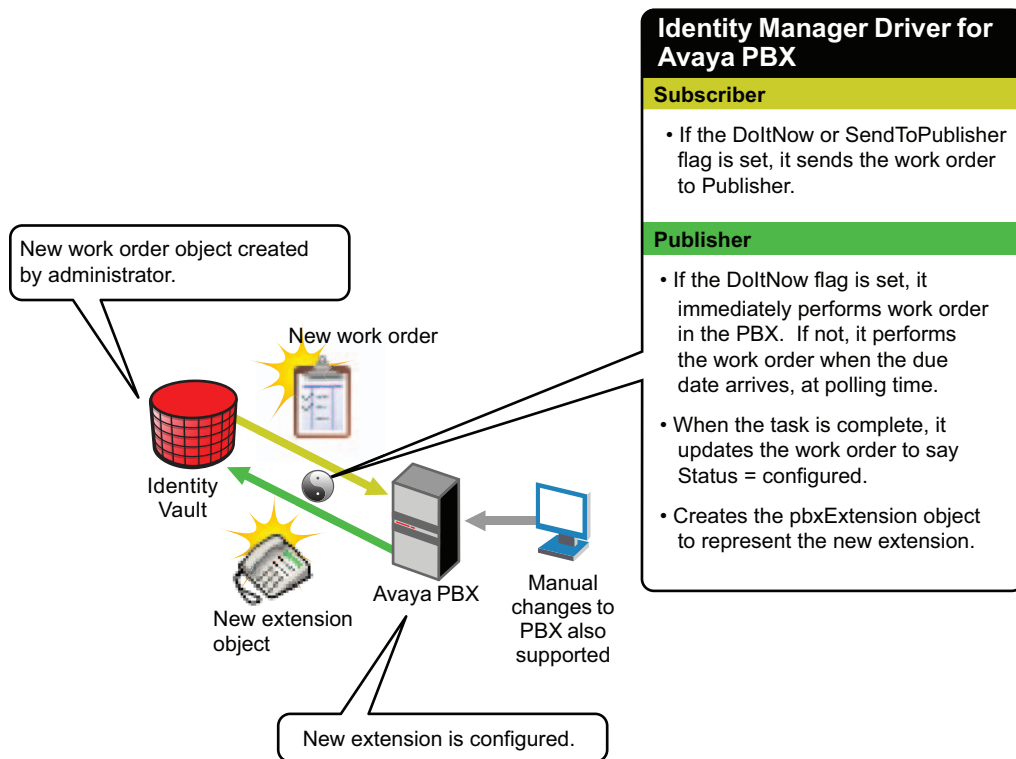 Identity Manager Driver for
Avaya PBX
Subscriber
• If the DoItNow or SendToPublisher
flag is set, it sends the work order
to Publisher.
Publisher
• If the DoItNow flag is set, it
immediately performs work order
in the PBX. If not, it performs
the work order when the due
date arrives, at polling time.
• When the task is complete, it
updates the work order to say
Status = configured.
• Creates the pbxExtension object
to represent the new extension.
New work order object created
by administrator.
New work order
Identity
Vault
New extension
object
Avaya PBX
Manual
changes to
PBX also
supported
New extension is configured.